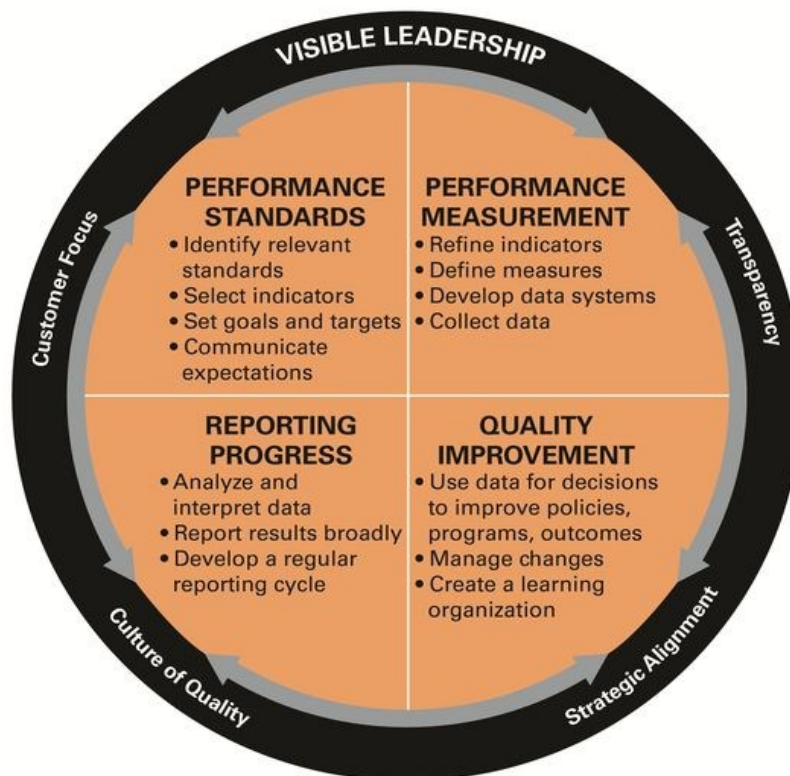 VISIBLE LEADERSHIP
Customer Focus
Transparency
PERFORMANCE
STANDARDS
• Identify relevant
standards
• Select indicators
• Set goals and targets
• Communicate
expectations
PERFORMANCE
MEASUREMENT
• Refine indicators
• Define measures
• Develop data systems
• Collect data
REPORTING
PROGRESS
• Analyze and
interpret data
• Report results broadly
• Develop a regular
reporting cycle
QUALITY
IMPROVEMENT
• Use data for decisions
to improve policies,
programs, outcomes
• Manage changes
• Create a learning
organization
Culture of Quality
Strategic Alignment